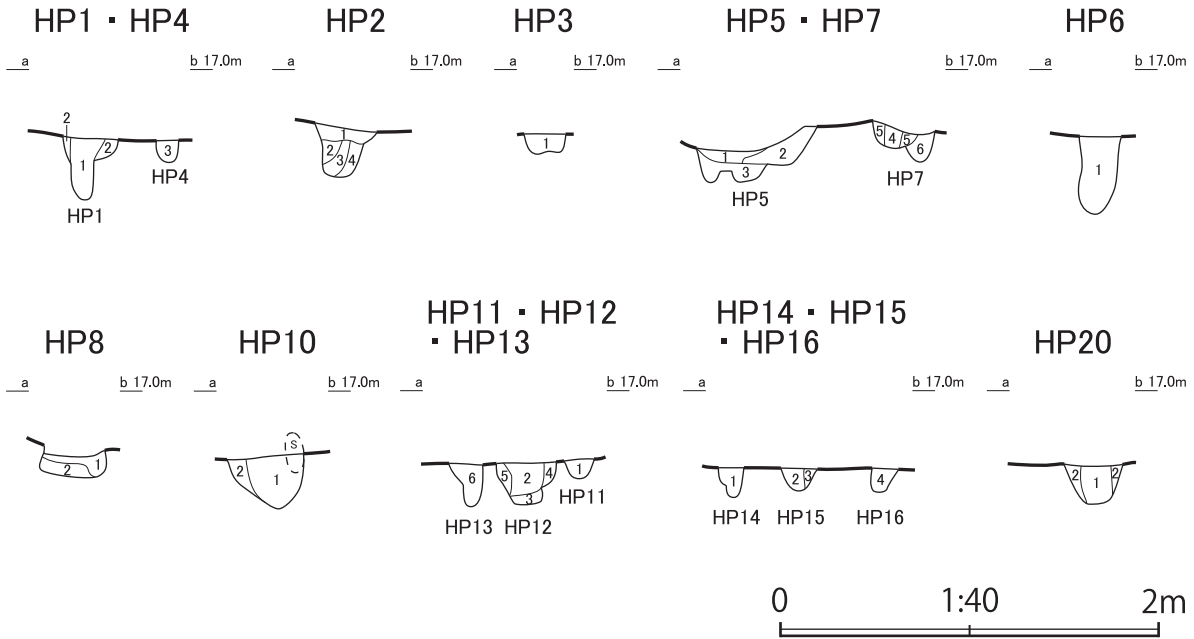 HP1・HP4
HP2
HP3
HP5・HP7
HP6
a
b 17.0m
a
b 17.0m
a
b 17.0m
a
b 17.0m
a
b 17.0m
2
1
2
3
HP4
HP1
1
2
3
4
1
1
2
3
HP5
5
4
5
6
HP7
1
HP8
HP10
HP11・HP12
・HP13
HP14・HP15
・HP16
HP20
a
b 17.0m
a
b 17.0m
a
b 17.0m
a
b 17.0m
a
b 17.0m
2
1
2
1
S
6
5
2
4
3
1
HP11
HP13
HP12
1
2
3
4
HP14
HP15
HP16
2
1
2
0
1:40
2m